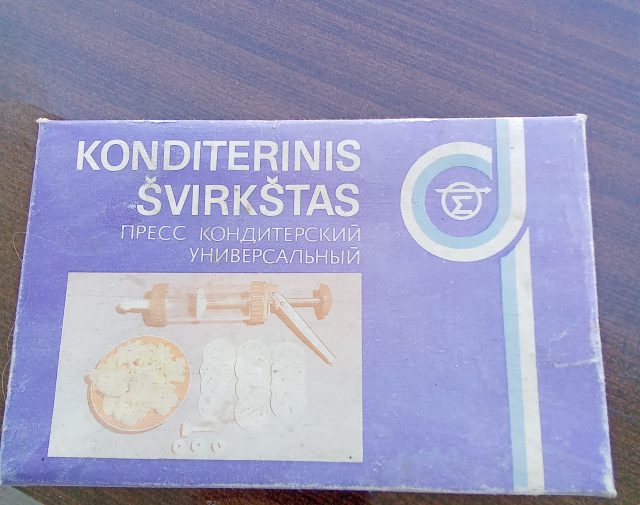 KONDITERINIS
ŠVIRKŠTAS
ПРЕСС КОНДИТЕРСКИЙ
УНИВЕРСАЛЬНЫЙ
Σ